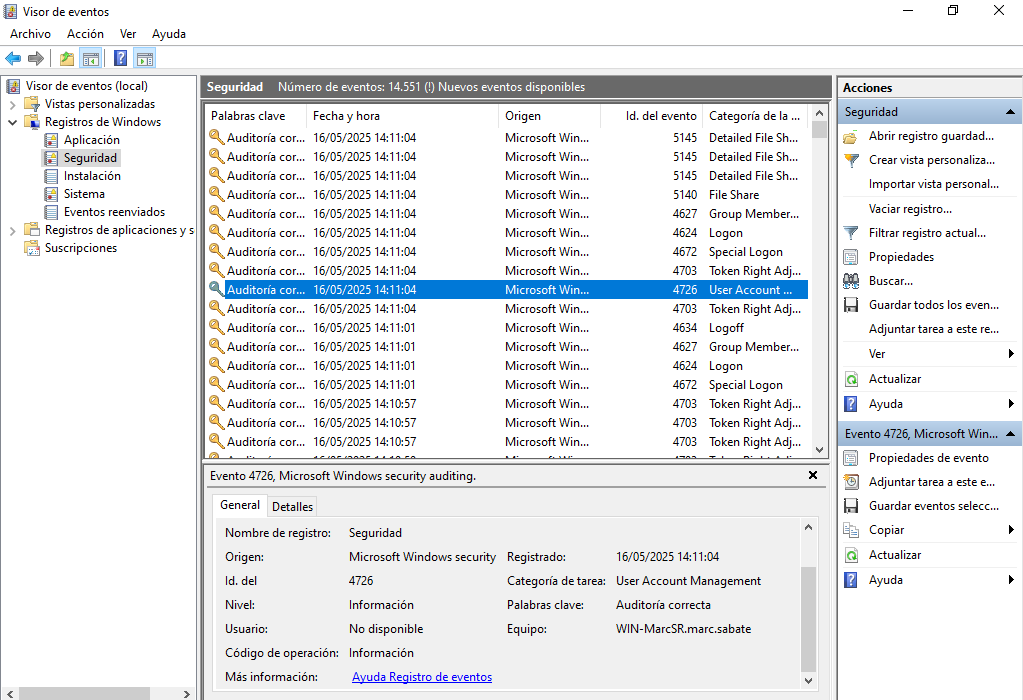 Visor de eventos
Archivo Acción Ver Ayuda
Visor de eventos (local)
Vistas personalizadas
Registros de Windows
Aplicación
Seguridad
Instalación
Sistema
Eventos reenviados
Registros de aplicaciones y s
Suscripciones
Seguridad Número de eventos: 14.551 (!) Nuevos eventos disponibles
Palabras clave Fecha y hora Origen Id. del evento Categoría de la ...
Auditoría cor... 16/05/2025 14:11:04 Microsoft Win... 5145 Detailed File Sh...
Auditoría cor... 16/05/2025 14:11:04 Microsoft Win... 5145 Detailed File Sh...
Auditoría cor... 16/05/2025 14:11:04 Microsoft Win... 5145 Detailed File Sh...
Auditoría cor... 16/05/2025 14:11:04 Microsoft Win... 5140 File Share
Auditoría cor... 16/05/2025 14:11:04 Microsoft Win... 4627 Group Member...
Auditoría cor... 16/05/2025 14:11:04 Microsoft Win... 4624 Logon
Auditoría cor... 16/05/2025 14:11:04 Microsoft Win... 4672 Special Logon
Auditoría cor... 16/05/2025 14:11:04 Microsoft Win... 4703 Token Right Adj...
Auditoría cor... 16/05/2025 14:11:04 Microsoft Win... 4726 User Account ...
Auditoría cor... 16/05/2025 14:11:04 Microsoft Win... 4703 Token Right Adj...
Auditoría cor... 16/05/2025 14:11:01 Microsoft Win... 4634 Logoff
Auditoría cor... 16/05/2025 14:11:01 Microsoft Win... 4627 Group Member...
Auditoría cor... 16/05/2025 14:11:01 Microsoft Win... 4624 Logon
Auditoría cor... 16/05/2025 14:11:01 Microsoft Win... 4672 Special Logon
Auditoría cor... 16/05/2025 14:10:57 Microsoft Win... 4703 Token Right Adj...
Auditoría cor... 16/05/2025 14:10:57 Microsoft Win... 4703 Token Right Adj...
Auditoría cor... 16/05/2025 14:10:57 Microsoft Win... 4703 Token Right Adj...
Evento 4726, Microsoft Windows security auditing.
General Detalles
Nombre de registro: Seguridad
Origen: Microsoft Windows security Registrado: 16/05/2025 14:11:04
Id. del 4726 Categoría de tarea: User Account Management
Nivel: Información Palabras clave: Auditoría correcta
Usuario: No disponible Equipo: WIN-MarcSR.marc.sabate
Código de operación: Información
Más información: Ayuda Registro de eventos
Acciones
Seguridad
Abrir registro guardad...
Crear vista personaliza...
Importar vista personal...
Vaciar registro...
Filtrar registro actual...
Propiedades
Buscar...
Guardar todos los even...
Adjuntar tarea a este re...
Ver
Actualizar
Ayuda
Evento 4726, Microsoft Win...
Propiedades de evento
Adjuntar tarea a este e...
Guardar eventos selecc...
Copiar
Actualizar
Ayuda